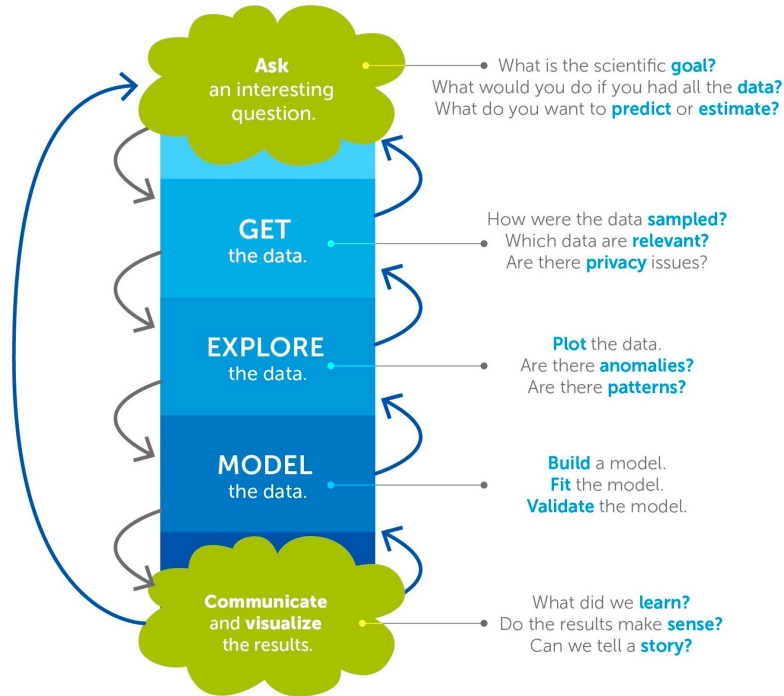 Ask
an interesting
question.
What is the scientific goal?
What would you do if you had all the data?
What do you want to predict or estimate?
GET
the data.
How were the data sampled?
Which data are relevant?
Are there privacy issues?
EXPLORE
the data.
Plot the data.
Are there anomalies?
Are there patterns?
MODEL
the data.
Build a model.
Fit the model.
Validate the model.
Communicate
and visualize
the results.
What did we learn?
Do the results make sense?
Can we tell a story?